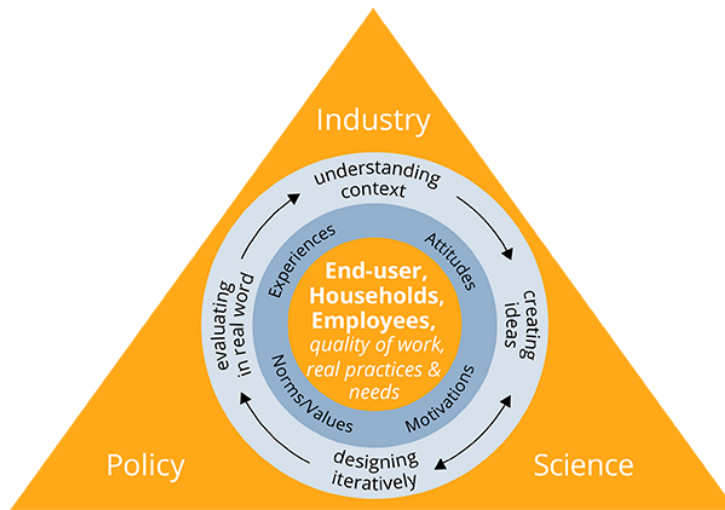 Industry
understanding
context
Experiences
Attitudes
evaluating
in real word
creating
ideas
End-user,
Households,
Employees,
quality of work,
real practices &
needs
Norms/Values
Motivations
designing
iteratively
Policy
Science